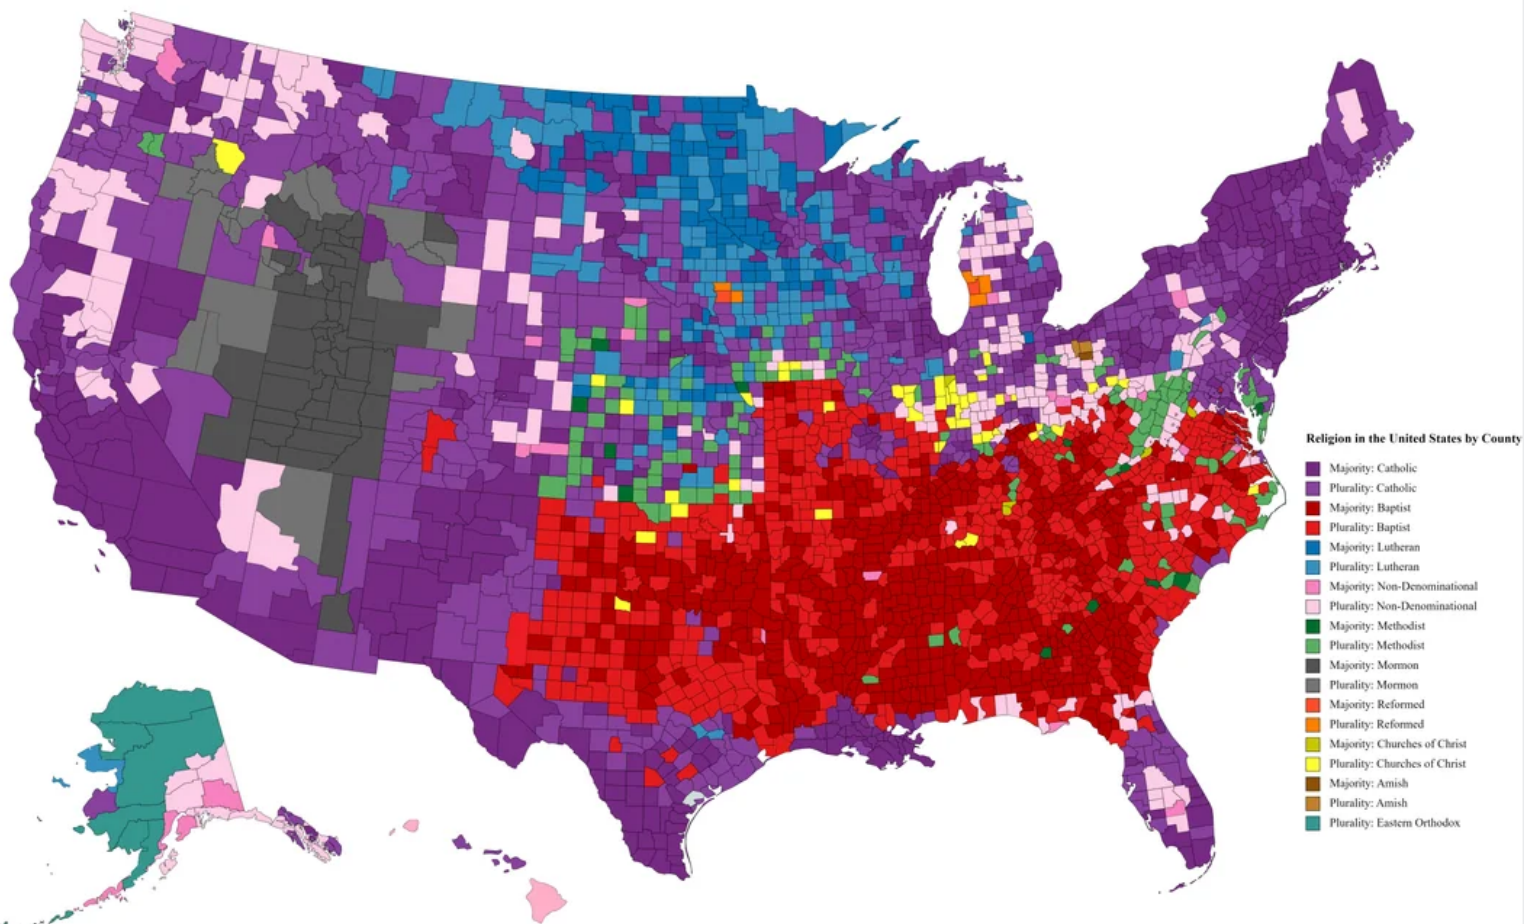 Religion in the United States by County
Majority: Catholic
Plurality: Catholic
Majority: Baptist
Plurality: Baptist
Majority: Lutheran
Plurality: Lutheran
Majority: Non-Denominational
Plurality: Non-Denominational
Majority: Methodist
Plurality: Methodist
Majority: Mormon
Plurality: Mormon
Majority: Reformed
Plurality: Reformed
Majority: Churches of Christ
Plurality: Churches of Christ
Majority: Amish
Plurality: Amish
Plurality: Eastern Orthodox